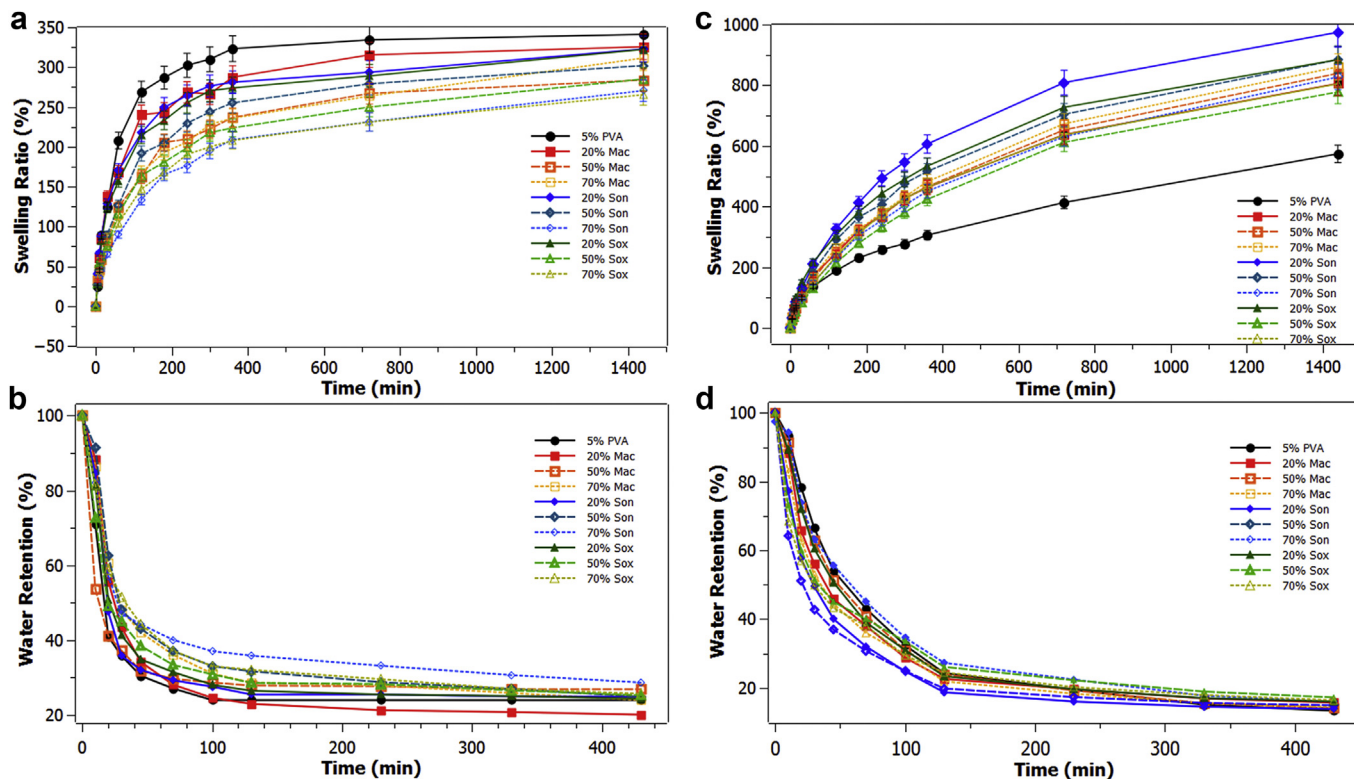 a
350
300
250
200
150
100
50
0
−50
Swelling Ratio (%)
5% PVA
20% Mac
50% Mac
70% Mac
20% Son
50% Son
70% Son
20% Sox
50% Sox
70% Sox
0 200 400 600 800 1000 1200 1400
Time (min)
c
1000
800
600
400
200
0
Swelling Ratio (%)
5% PVA
20% Mac
50% Mac
70% Mac
20% Son
50% Son
70% Son
20% Sox
50% Sox
70% Sox
0 200 400 600 800 1000 1200 1400
Time (min)
b
100
80
60
40
20
Water Retention (%)
5% PVA
20% Mac
50% Mac
70% Mac
20% Son
50% Son
70% Son
20% Sox
50% Sox
70% Sox
0 100 200 300 400
Time (min)
d
100
80
60
40
20
Water Retention (%)
5% PVA
20% Mac
50% Mac
70% Mac
20% Son
50% Son
70% Son
20% Sox
50% Sox
70% Sox
0 100 200 300 400
Time (min)